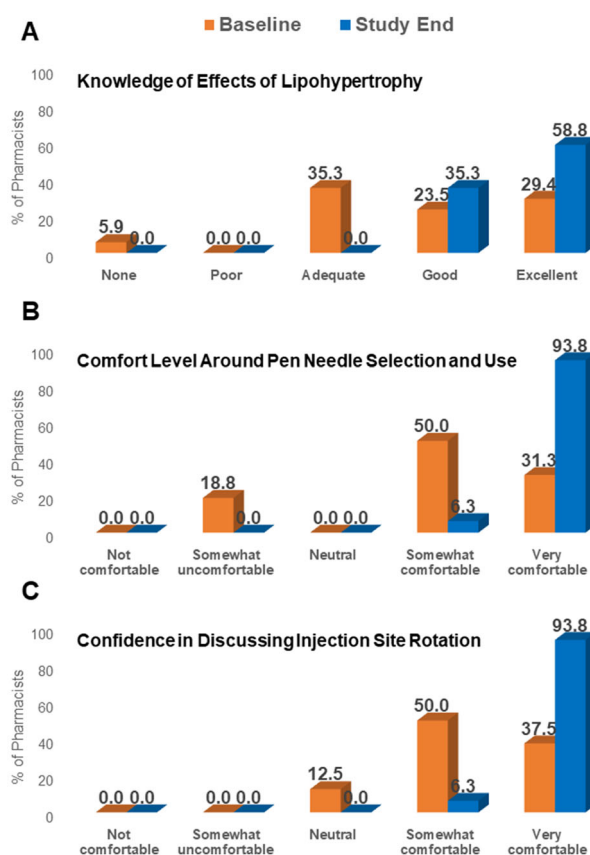 Baseline Study End
A
Knowledge of Effects of Lipohypertrophy
% of Pharmacists
100
80
60
40
20
0
5.9 0.0 0.0 0.0 35.3 0.0 23.5 35.3 29.4 58.8
None Poor Adequate Good Excellent
B
Comfort Level Around Pen Needle Selection and Use
% of Pharmacists
100
80
60
40
20
0
0.0 0.0 18.8 0.0 0.0 0.0 50.0 6.3 31.3 93.8
Not Somewhat Neutral Somewhat Very
comfortable uncomfortable comfortable comfortable
C
Confidence in Discussing Injection Site Rotation
% of Pharmacists
100
80
60
40
20
0
0.0 0.0 0.0 0.0 12.5 0.0 50.0 6.3 37.5 93.8
Not Somewhat Neutral Somewhat Very
comfortable uncomfortable comfortable comfortable